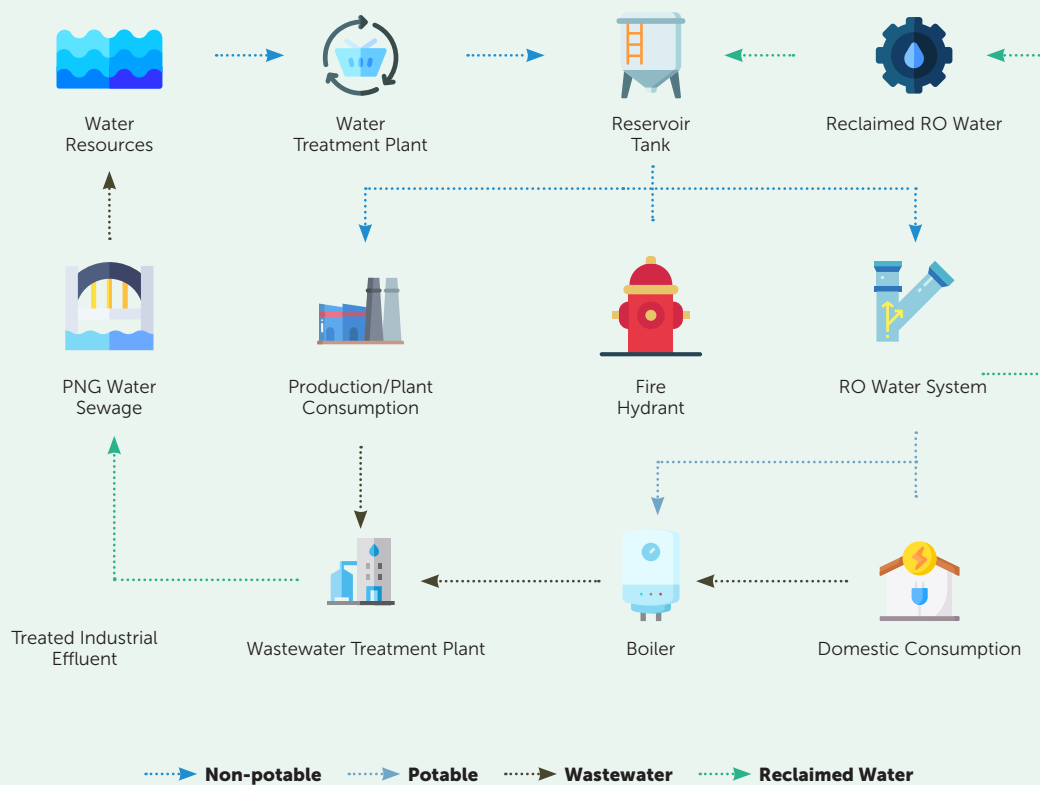 Water
Resources
Water
Treatment Plant
Reservoir
Tank
Reclaimed RO Water
PNG Water
Sewage
Production/Plant
Consumption
Fire
Hydrant
RO Water System
Treated Industrial
Effluent
Wastewater Treatment Plant
Boiler
Domestic Consumption
Non-potable
Potable
Wastewater
Reclaimed Water